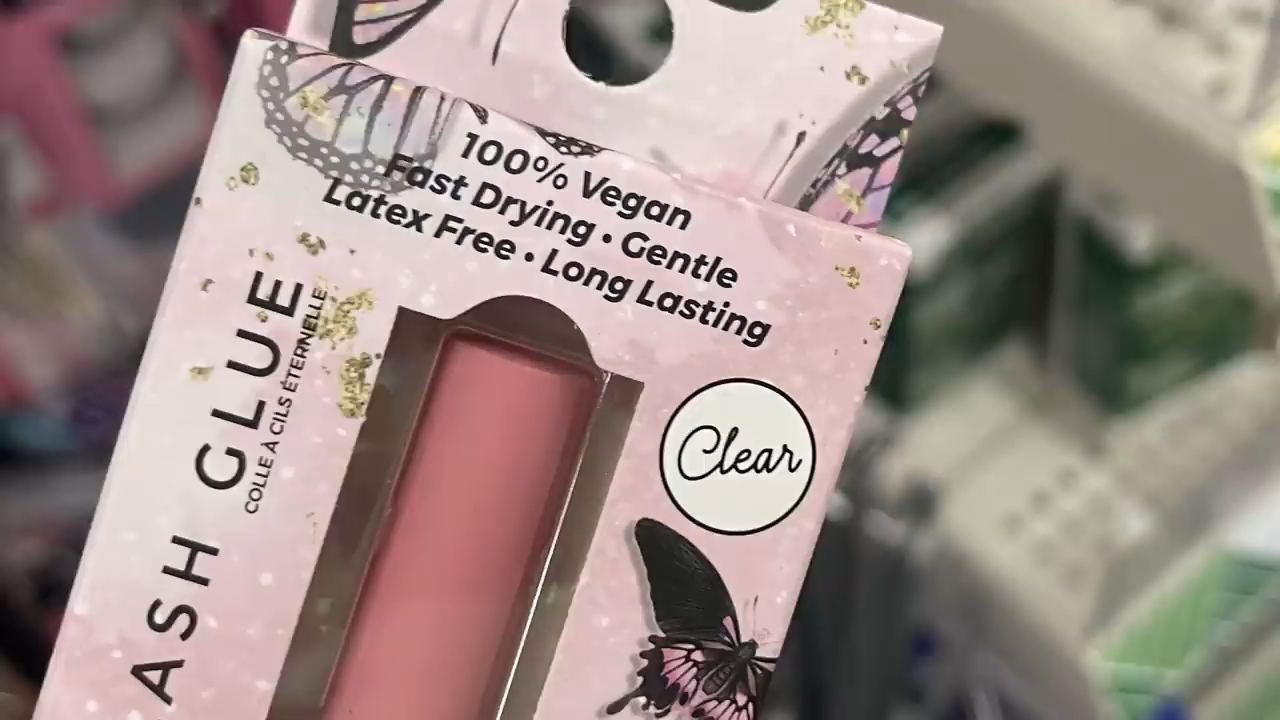 100% Vegan
Fast Drying • Gentle
Latex Free • Long Lasting
Clear
ASH GLUE
COLLE À CILS ÉTERNELLE